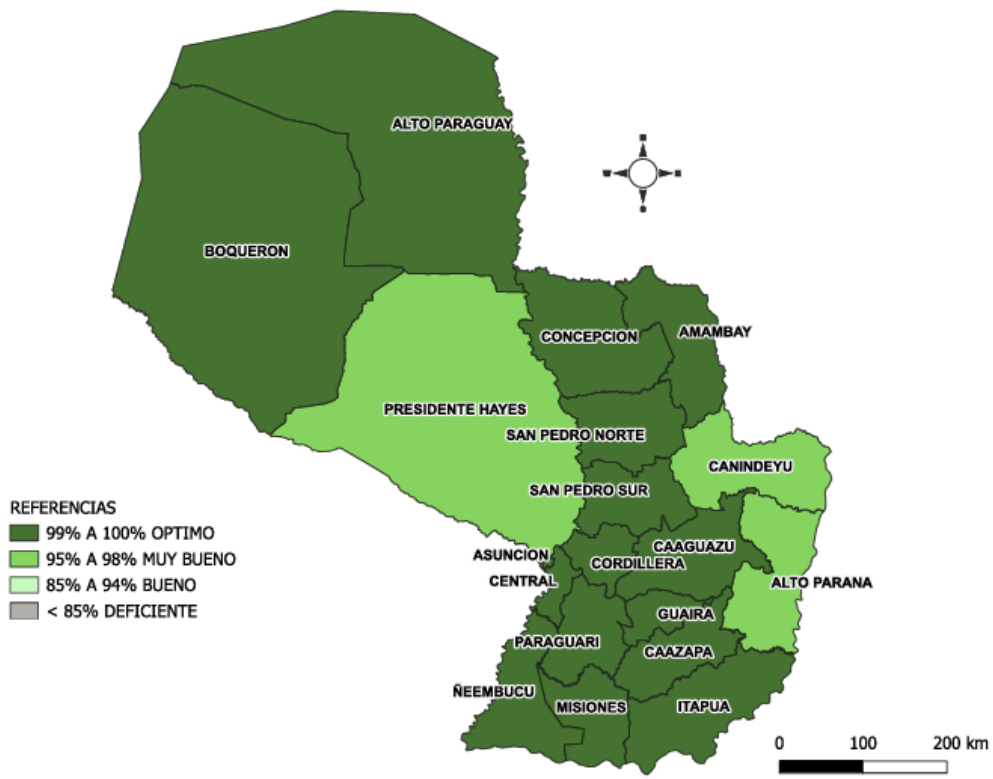 ALTO PARAGUAY
BOQUERON
CONCEPCION
AMAMBAY
PRESIDENTE HAYES
SAN PEDRO NORTE
CANINDEYU
SAN PEDRO SUR
REFERENCIAS
99% A 100% OPTIMO
95% A 98% MUY BUENO
85% A 94% BUENO
< 85% DEFICIENTE
ASUNCION
CAAGUAZU
CORDILLERA
CENTRAL
ALTO PARANA
GUAIRA
PARAGUARI
CAAZAPA
ÑEEMBUCU
MISIONES
ITAPUA
0 100 200 km